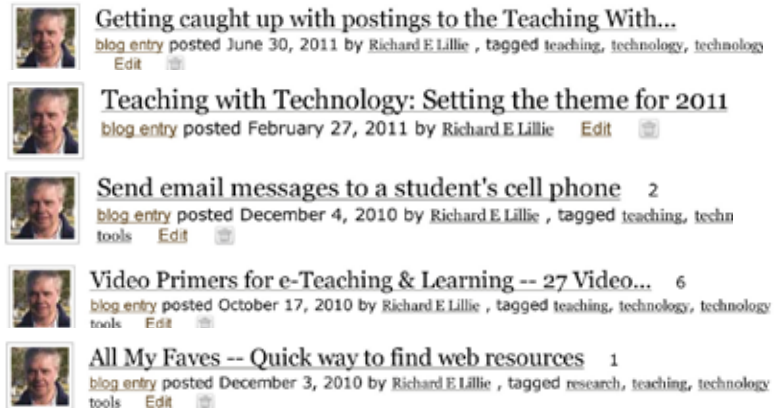 Getting caught up with postings to the Teaching With...
blog entry posted June 30, 2011 by Richard E Lillie , tagged teaching, technology, technology
Edit
Teaching with Technology: Setting the theme for 2011
blog entry posted February 27, 2011 by Richard E Lillie Edit
Send email messages to a student's cell phone 2
blog entry posted December 4, 2010 by Richard E Lillie , tagged teaching, techn
tools Edit
Video Primers for e-Teaching & Learning -- 27 Video... 6
blog entry posted October 17, 2010 by Richard E Lillie , tagged teaching, technology, technology
tools Edit
All My Faves -- Quick way to find web resources 1
blog entry posted December 3, 2010 by Richard E Lillie , tagged research, teaching, technology
tools Edit